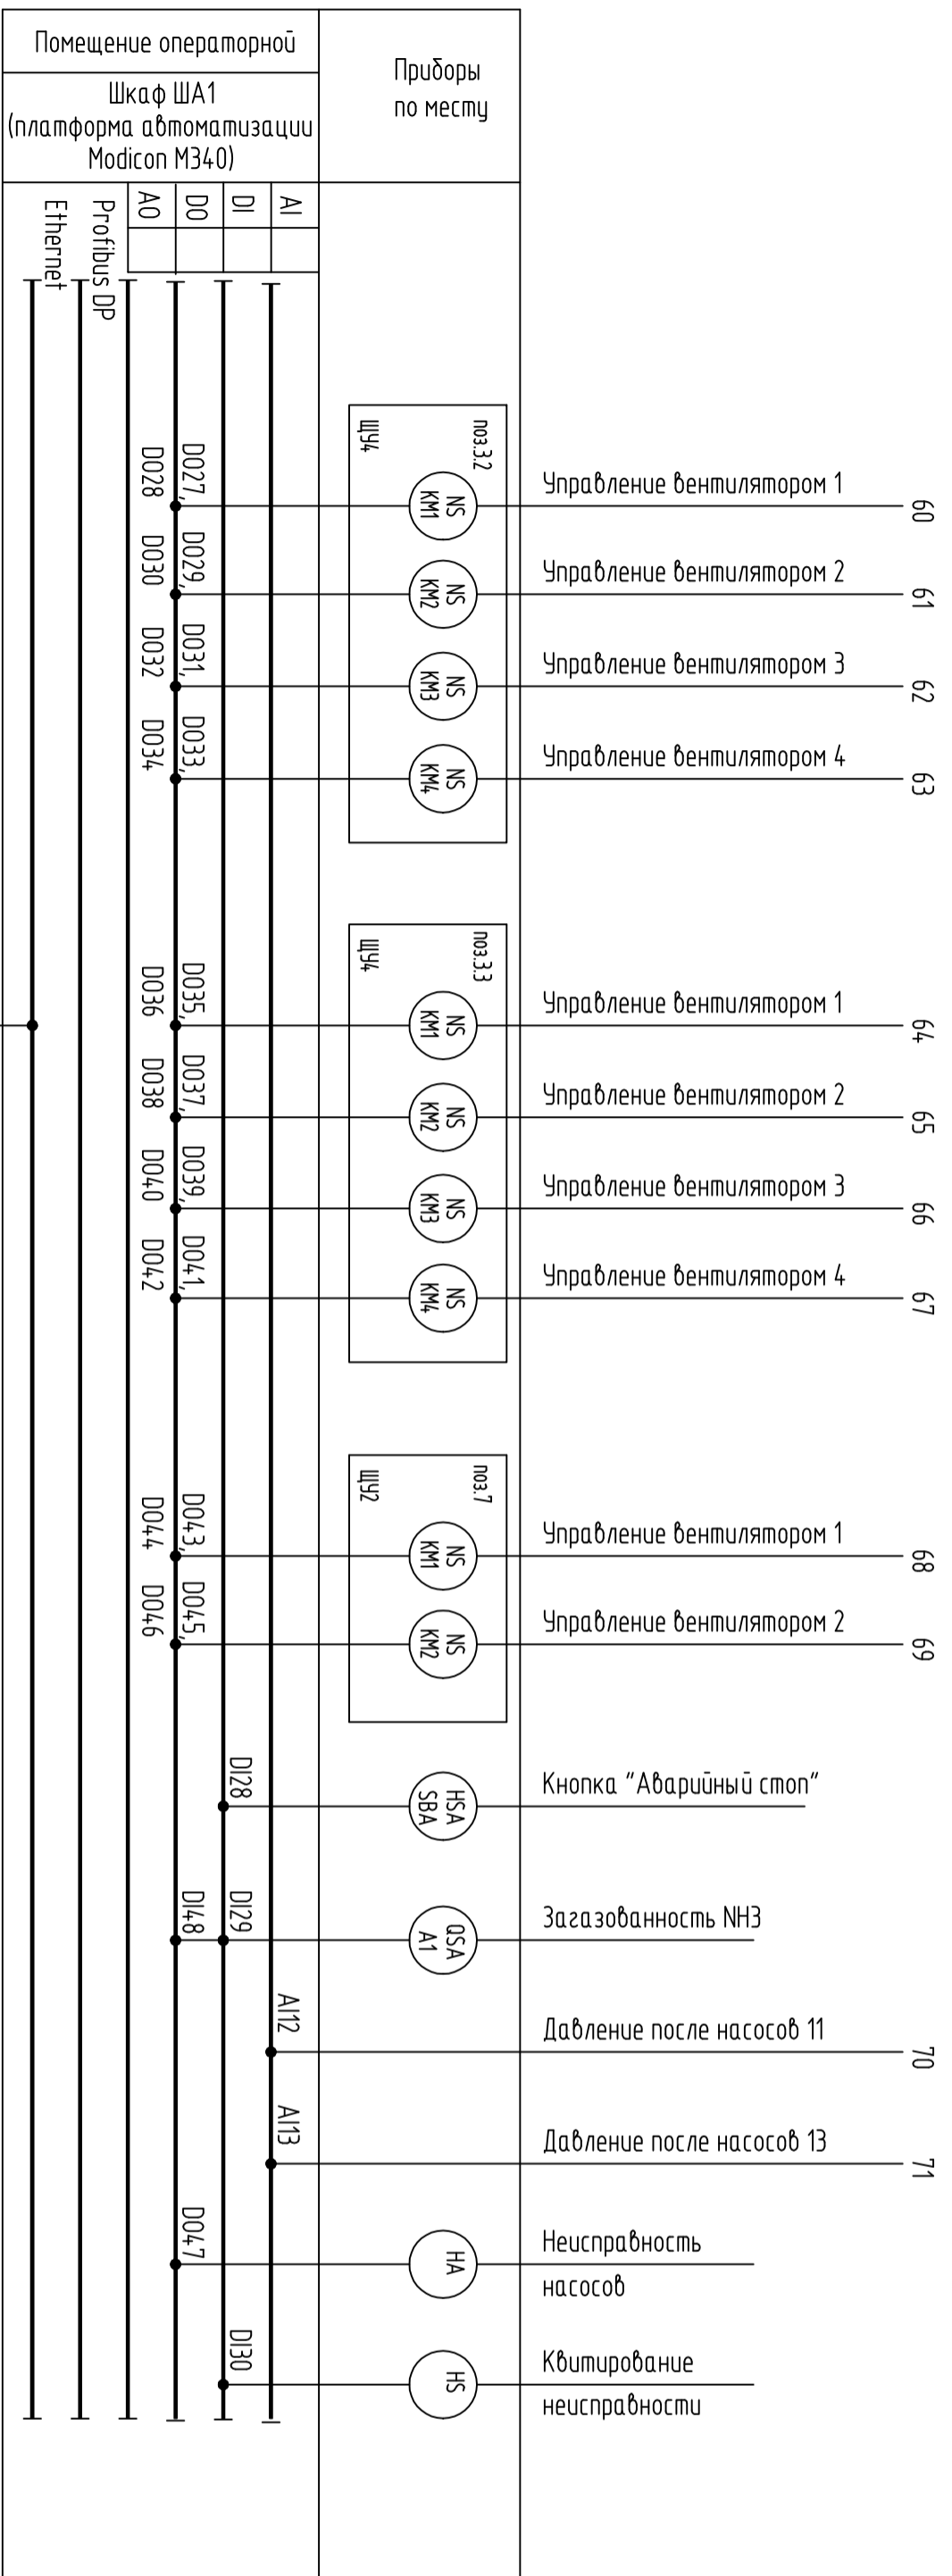 Помещение операторной
Шкаф ША1
(платформа автоматизации
Modicon M340)
Приборы
по месту
AI
DI
DO
AO
Profibus DP
Ethernet
поз.3.2
ЩУ4
NS
KM1
DO27,
DO28
Управление вентилятором 1
60
NS
KM2
DO29,
DO30
Управление вентилятором 2
61
NS
KM3
DO31,
DO32
Управление вентилятором 3
62
NS
KM4
DO33,
DO34
Управление вентилятором 4
63
поз.3.3
ЩУ4
NS
KM1
DO35,
DO36
Управление вентилятором 1
64
NS
KM2
DO37,
DO38
Управление вентилятором 2
65
NS
KM3
DO39,
DO40
Управление вентилятором 3
66
NS
KM4
DO41,
DO42
Управление вентилятором 4
67
поз.7
ЩУ2
NS
KM1
DO43,
DO44
Управление вентилятором 1
68
NS
KM2
DO45,
DO46
Управление вентилятором 2
69
DI28
HSA
SBA
Кнопка "Аварийный стоп"
DI29
DI48
QSA
A1
Загазованность NH3
AI12
Давление после насосов 11
70
AI13
Давление после насосов 13
71
DO47
HA
Неисправность
насосов
DI30
HS
Квитирование
неисправности